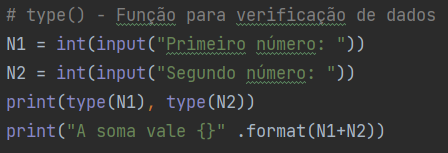 # type() - Função para verificação de dados
N1 = int(input("Primeiro número: "))
N2 = int(input("Segundo número: "))
print(type(N1), type(N2))
print("A soma vale {}" .format(N1+N2))